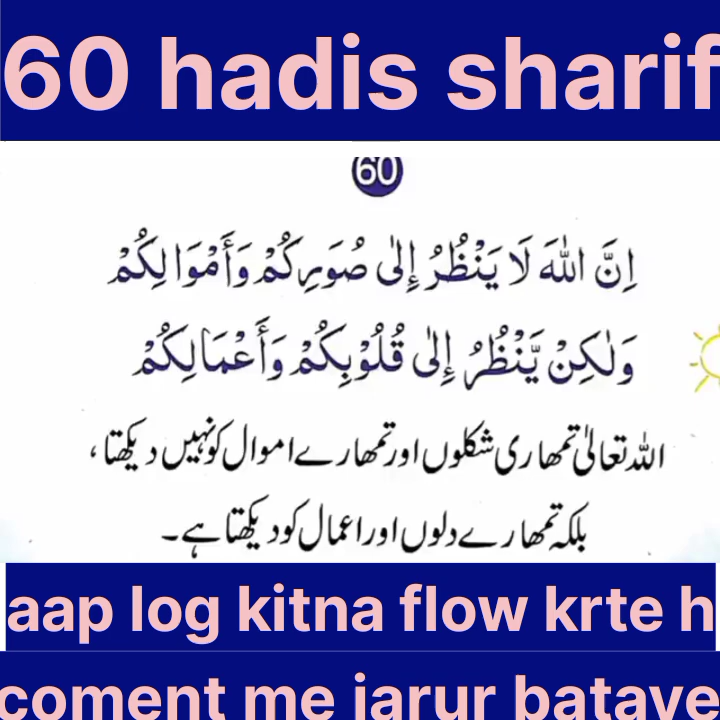 60 hadis sharif
60
اِنَّ اللّٰهَ لَا يَنْظُرُ إِلٰى صُوَرِكُمْ وَأَمْوَالِكُمْ
وَلٰكِنْ يَّنْظُرُ إِلٰى قُلُوْبِكُمْ وَأَعْمَالِكُمْ
اللہ تعالیٰ تمھاری شکلوں اور تمھارے اموال کو نہیں دیکھتا،
بلکہ تمھارے دلوں اور اعمال کو دیکھتا ہے۔
aap log kitna flow krte h
coment me jarur bataye